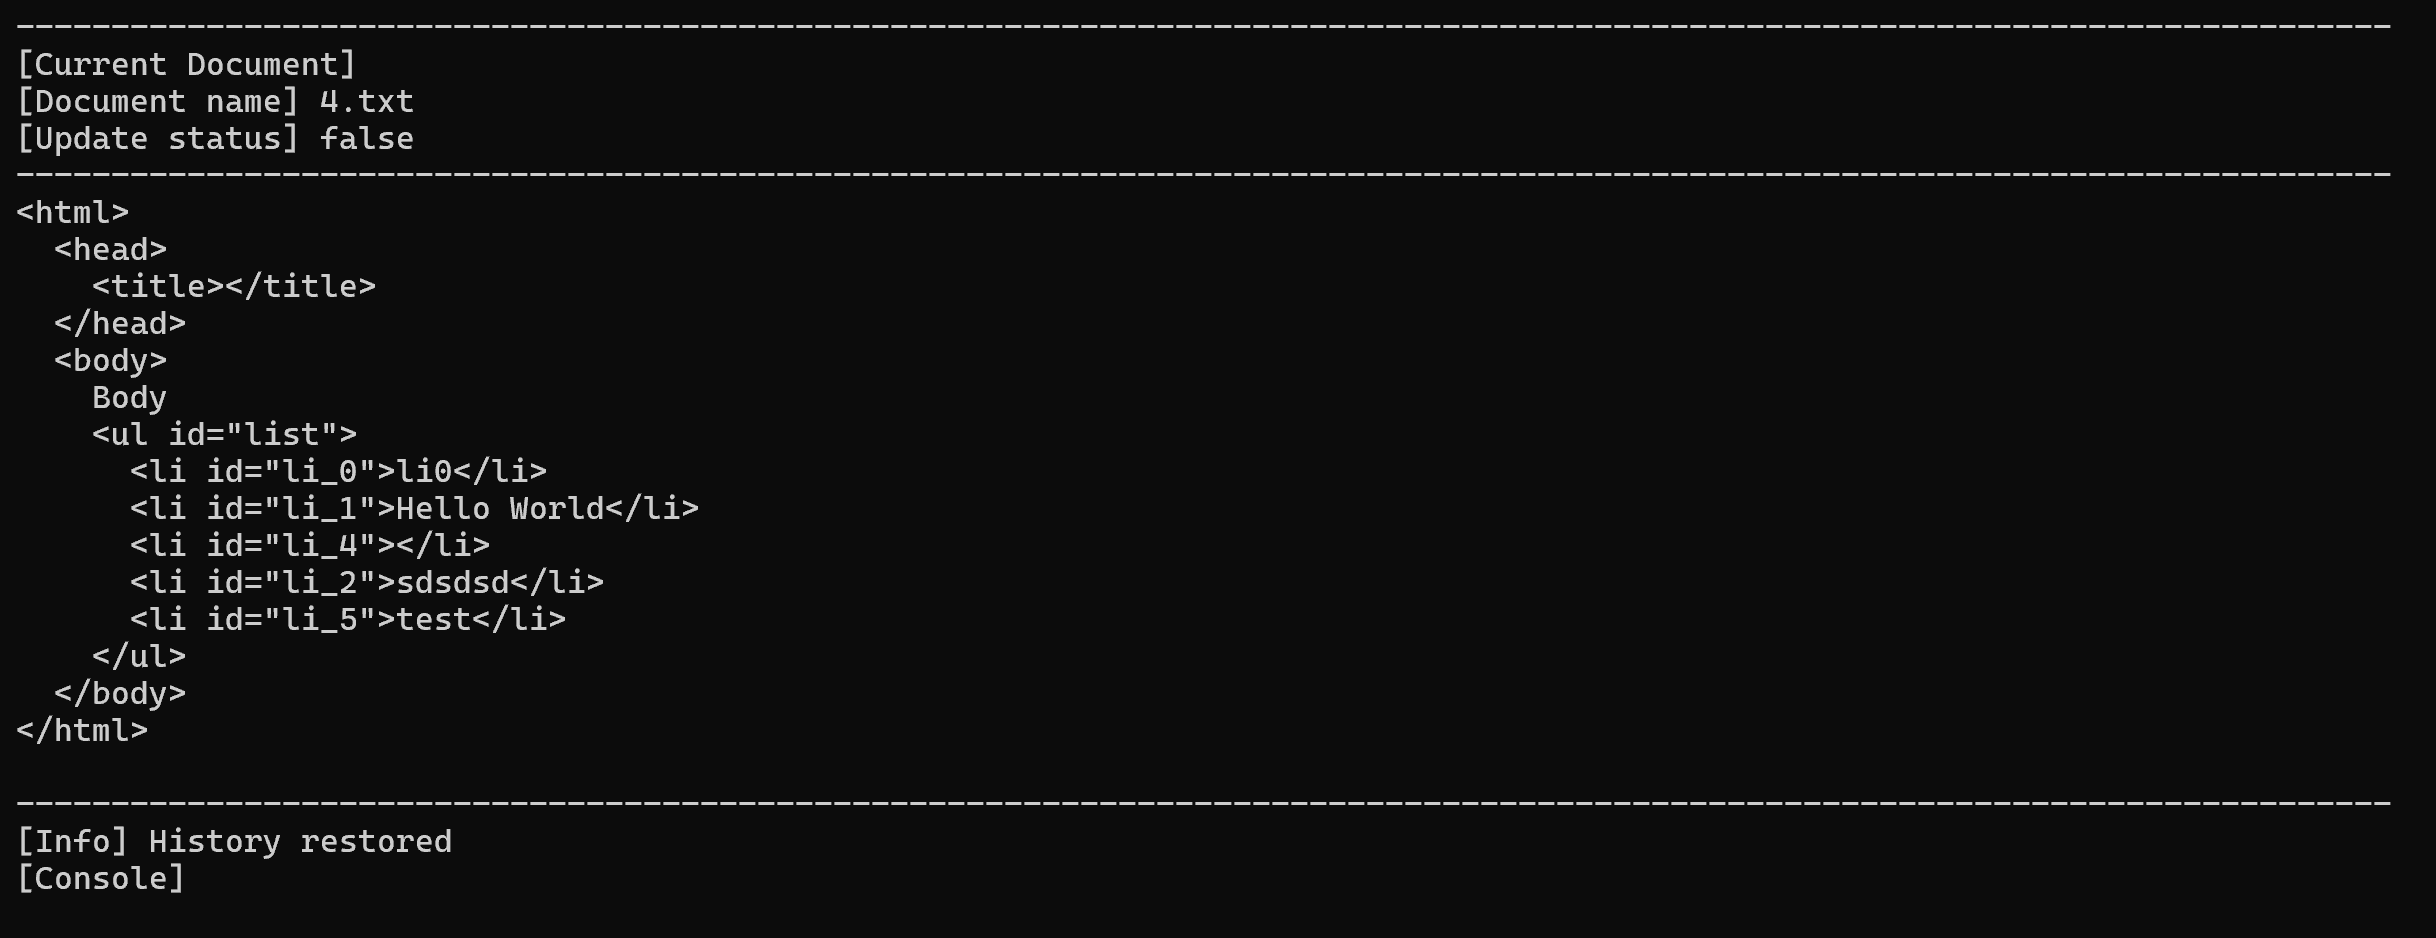 ------------------------------------------------------------------------------------------------------------------------------
[Current Document]
[Document name] 4.txt
[Update status] false
------------------------------------------------------------------------------------------------------------------------------
<html>
  <head>
    <title></title>
  </head>
  <body>
    Body
    <ul id="list">
      <li id="li_0">li0</li>
      <li id="li_1">Hello World</li>
      <li id="li_4"></li>
      <li id="li_2">sdsdsd</li>
      <li id="li_5">test</li>
    </ul>
  </body>
</html>

------------------------------------------------------------------------------------------------------------------------------
[Info] History restored
[Console]